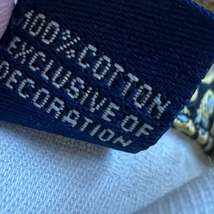 100% COTTON
EXCLUSIVE OF
DECORATION